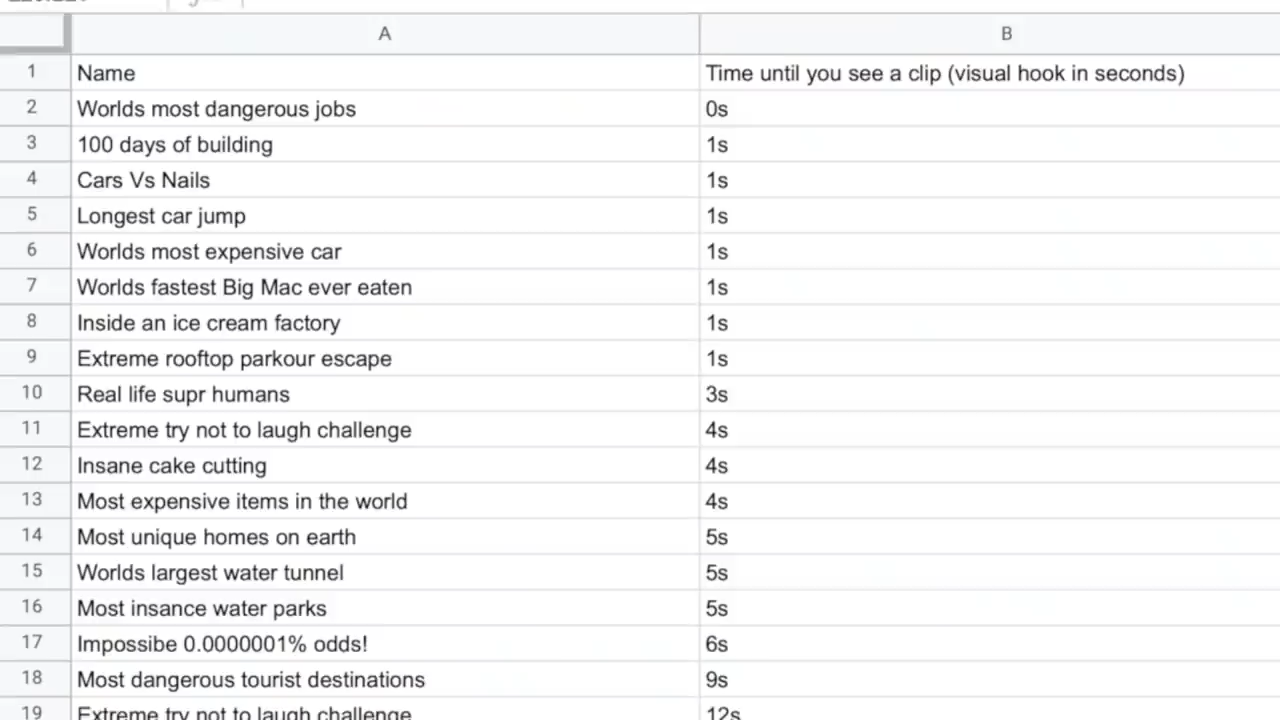 A B
1 Name Time until you see a clip (visual hook in seconds)
2 Worlds most dangerous jobs 0s
3 100 days of building 1s
4 Cars Vs Nails 1s
5 Longest car jump 1s
6 Worlds most expensive car 1s
7 Worlds fastest Big Mac ever eaten 1s
8 Inside an ice cream factory 1s
9 Extreme rooftop parkour escape 1s
10 Real life supr humans 3s
11 Extreme try not to laugh challenge 4s
12 Insane cake cutting 4s
13 Most expensive items in the world 4s
14 Most unique homes on earth 5s
15 Worlds largest water tunnel 5s
16 Most insance water parks 5s
17 Impossibe 0.0000001% odds! 6s
18 Most dangerous tourist destinations 9s
19 Extreme try not to laugh challenge 12s